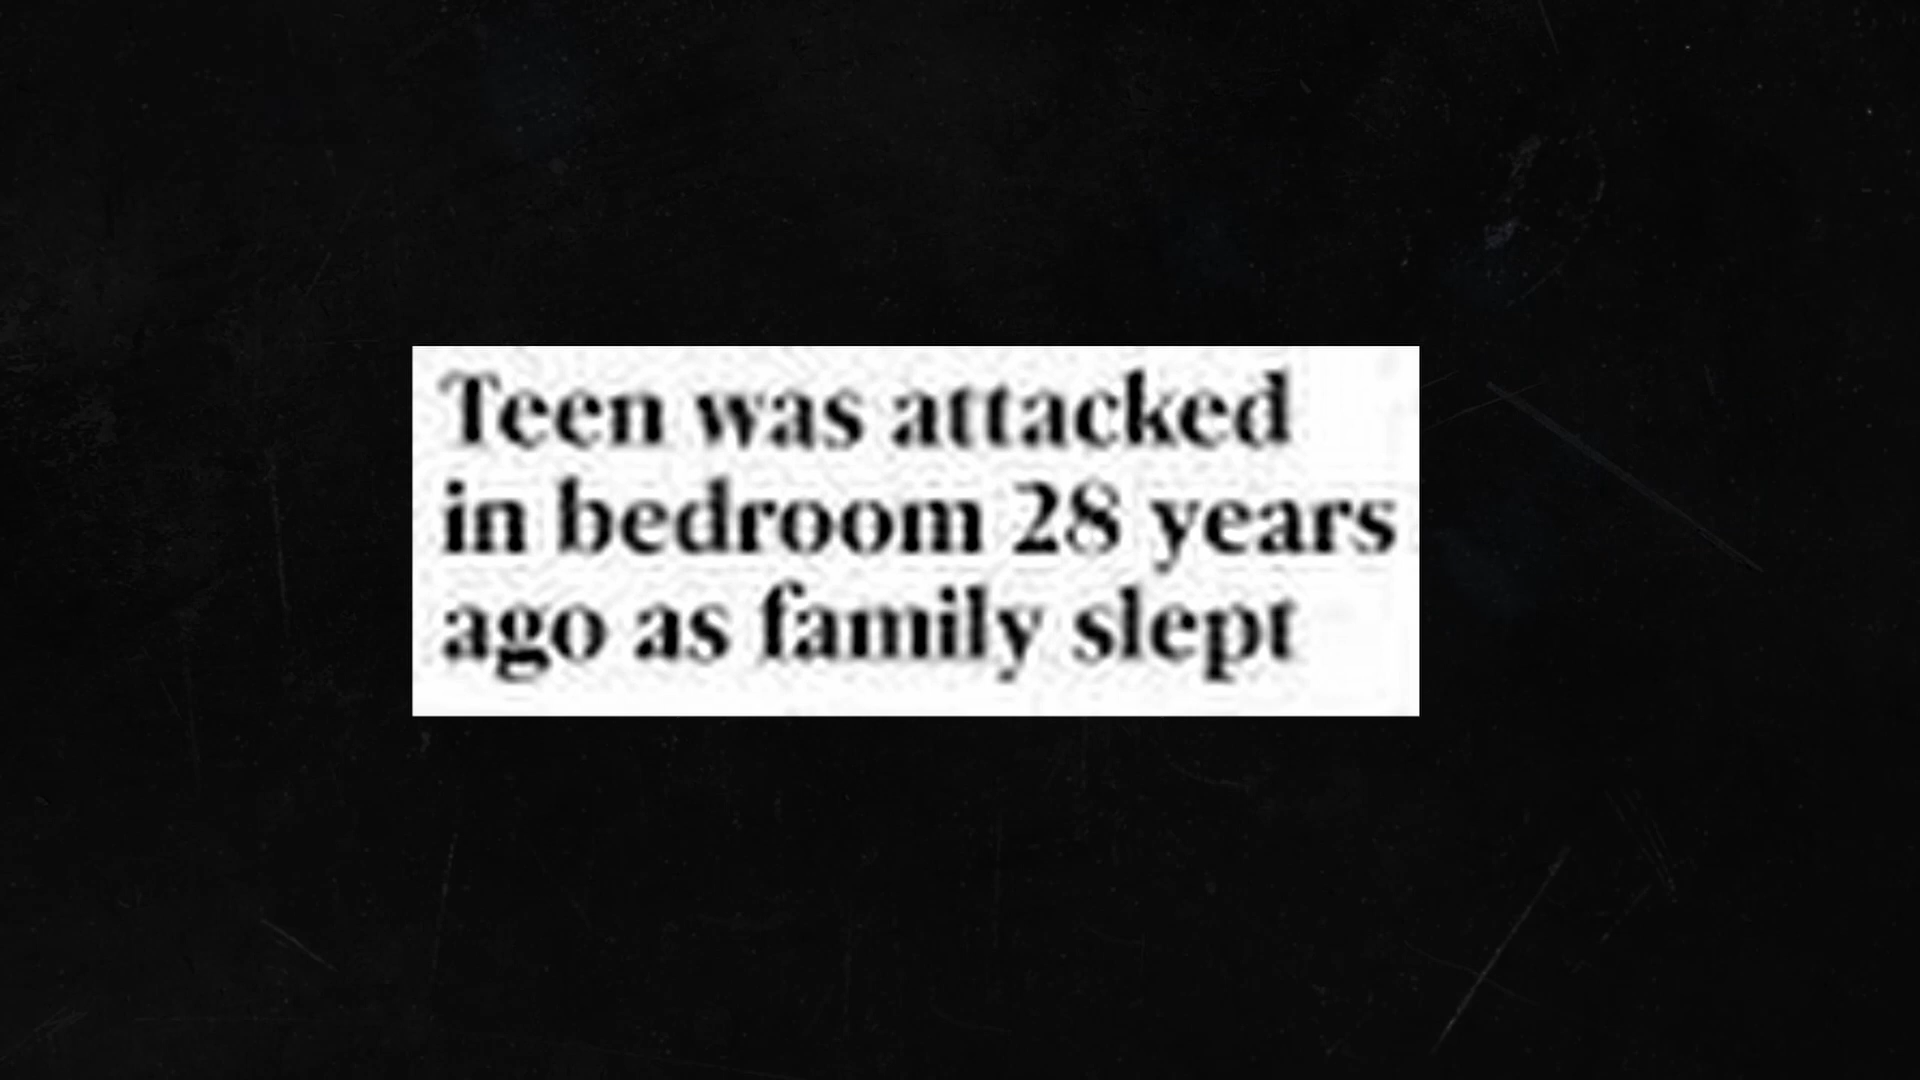 Teen was attacked
in bedroom 28 years
ago as family slept